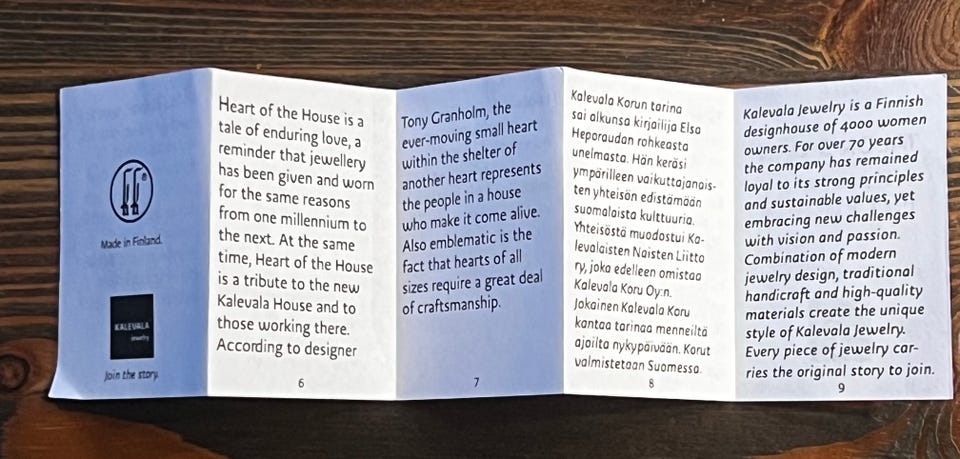 ®
Made in Finland.
KALEVALA
jewelry
Join the story.
Heart of the House is a
tale of enduring love, a
reminder that jewellery
has been given and worn
for the same reasons
from one millennium to
the next. At the same
time, Heart of the House
is a tribute to the new
Kalevala House and to
those working there.
According to designer
6
Tony Granholm, the
ever-moving small heart
within the shelter of
another heart represents
the people in a house
who make it come alive.
Also emblematic is the
fact that hearts of all
sizes require a great deal
of craftsmanship.
7
Kalevala Korun tarina
sai alkunsa kirjailija Elsa
Heporaudan rohkeasta
unelmasta. Hän keräsi
ympärilleen vaikuttajanais-
ten yhteisön edistämään
suomalaista kulttuuria.
Yhteisöstä muodostui Ka-
levalaisten Naisten Liitto
ry, joka edelleen omistaa
Kalevala Koru Oy:n.
Jokainen Kalevala Koru
kantaa tarinaa menneiltä
ajoilta nykypäivään. Korut
valmistetaan Suomessa.
8
Kalevala Jewelry is a Finnish
designhouse of 4000 women
owners. For over 70 years
the company has remained
loyal to its strong principles
and sustainable values, yet
embracing new challenges
with vision and passion.
Combination of modern
jewelry design, traditional
handicraft and high-quality
materials create the unique
style of Kalevala Jewelry.
Every piece of jewelry car-
ries the original story to join.
9